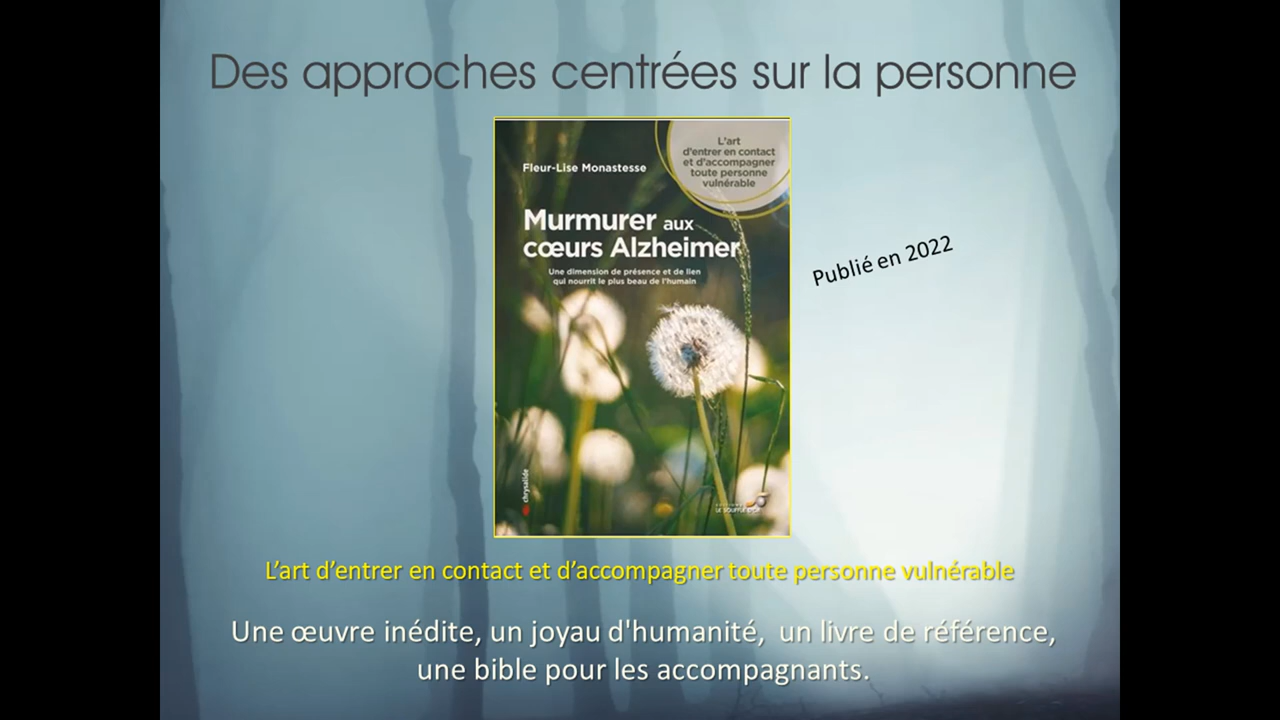 Des approches centrées sur la personne
L'art
d'entrer en contact
et d'accompagner
toute personne
vulnérable
Fleur-Lise Monastesse
Murmurer aux
cœurs Alzheimer
Une dimension de présence et de lien
qui nourrit le plus beau de l'humain
Publié en 2022
chrysalide
LE SOUFFLE D'OR
L'art d'entrer en contact et d'accompagner toute personne vulnérable
Une œuvre inédite, un joyau d'humanité, un livre de référence,
une bible pour les accompagnants.